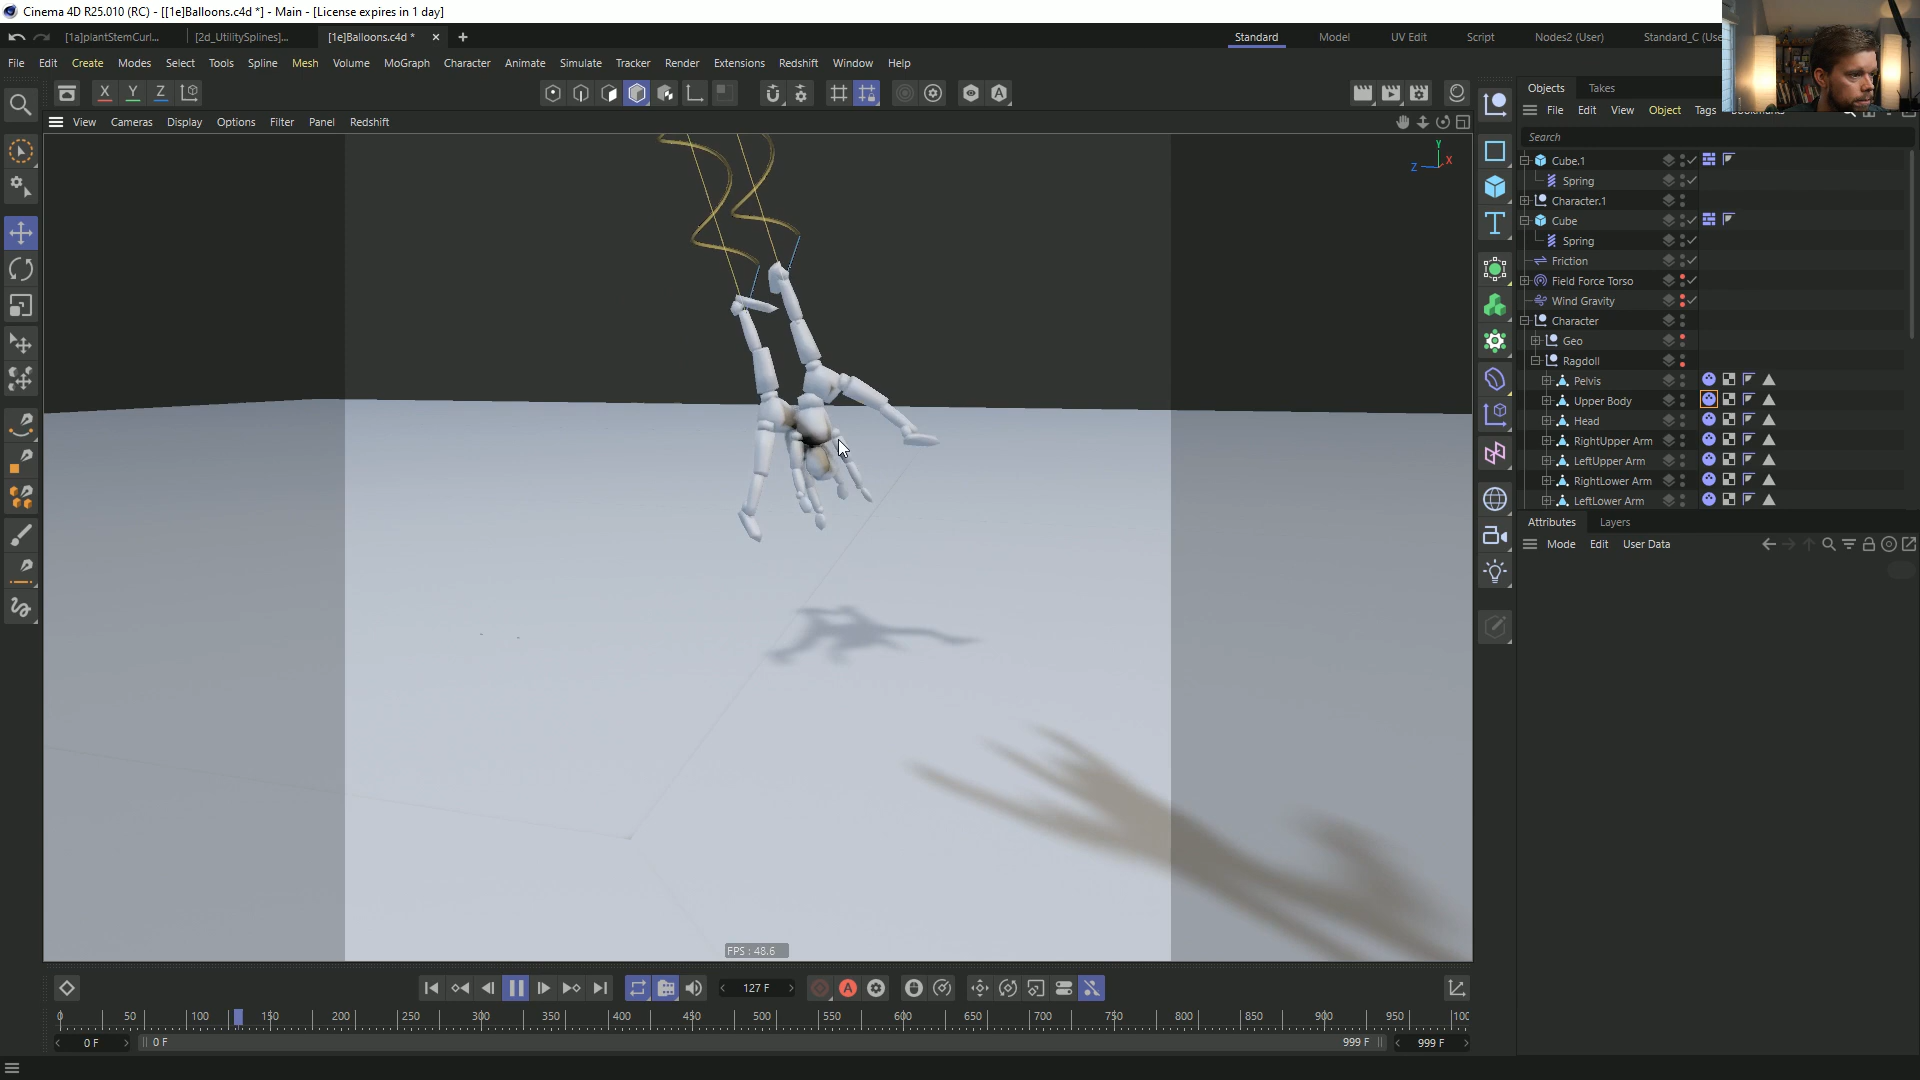 Cinema 4D R25.010 (RC) - [[1e]Balloons.c4d *] - Main - [License expires in 1 day]
[1a]plantStemCurl... [2d_UtilitySplines]... [1e]Balloons.c4d *
Standard Model UV Edit Script Nodes2 (User) Standard_C (Use
File Edit Create Modes Select Tools Spline Mesh Volume MoGraph Character Animate Simulate Tracker Render Extensions Redshift Window Help
X Y Z
View Cameras Display Options Filter Panel Redshift
Y
Z X
Objects Takes
File Edit View Object Tags
Search
Cube.1
Spring
Character.1
Cube
Spring
Friction
Field Force Torso
Wind Gravity
Character
Geo
Ragdoll
Pelvis
Upper Body
Head
RightUpper Arm
LeftUpper Arm
RightLower Arm
LeftLower Arm
Attributes Layers
Mode Edit User Data
FPS : 48.6
127 F
0 50 100 150 200 250 300 350 400 450 500 550 600 650 700 750 800 850 900 950 100
0 F 0 F 999 F 999 F